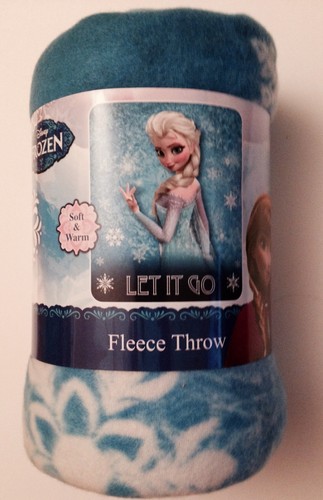 Disney
FROZEN
Soft
&
Warm
LET IT GO
Fleece Throw